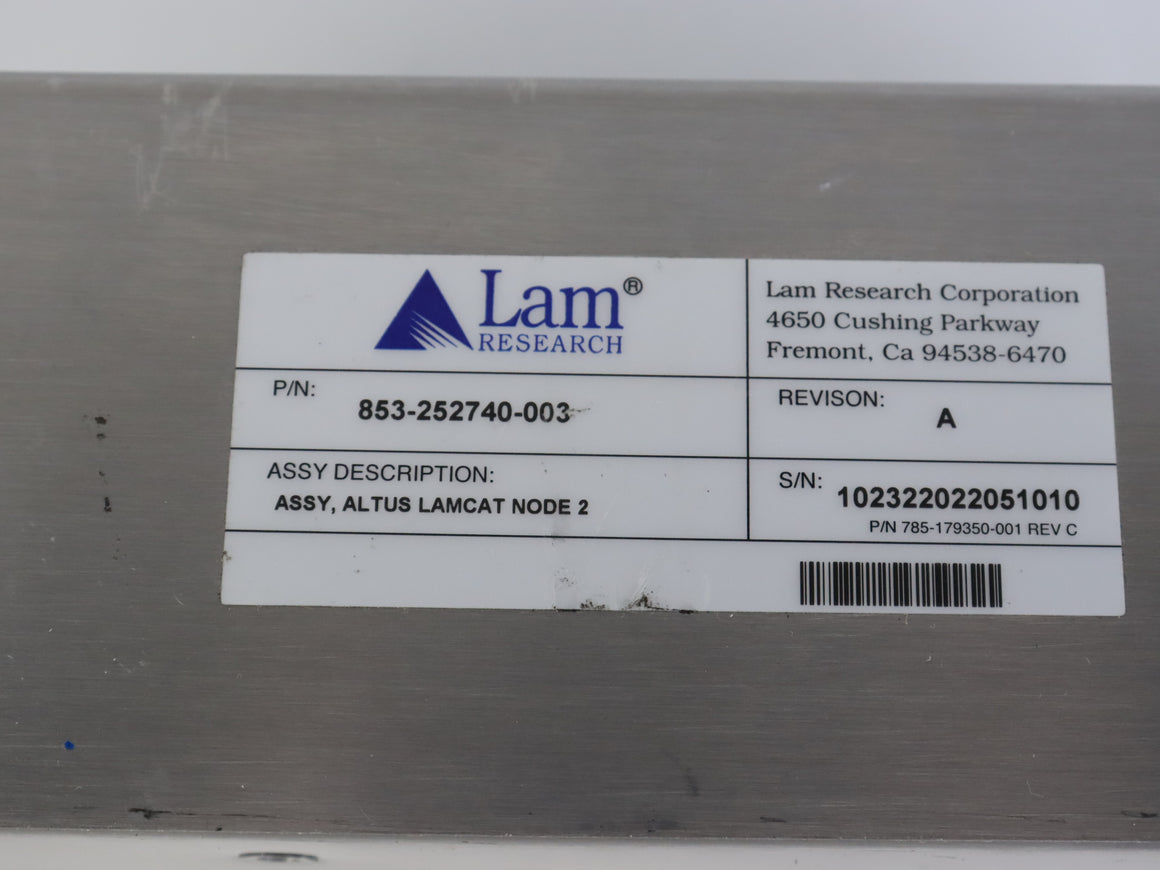 Lam®
RESEARCH
Lam Research Corporation
4650 Cushing Parkway
Fremont, Ca 94538-6470
P/N:
853-252740-003
REVISON:
A
ASSY DESCRIPTION:
ASSY, ALTUS LAMCAT NODE 2
S/N:
102322022051010
P/N 785-179350-001 REV C